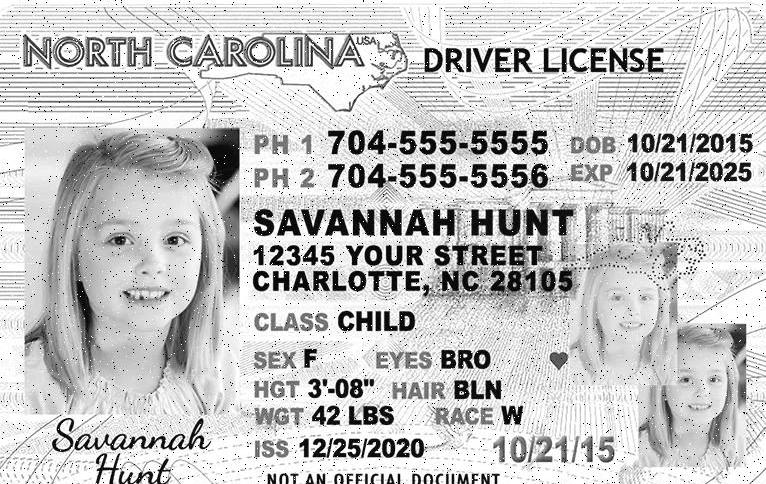 NORTH CAROLINA USA DRIVER LICENSE
PH 1 704-555-5555 DOB 10/21/2015
PH 2 704-555-5556 EXP 10/21/2025
SAVANNAH HUNT
12345 YOUR STREET
CHARLOTTE, NC 28105
CLASS CHILD
SEX F EYES BRO
HGT 3'-08" HAIR BLN
WGT 42 LBS RACE W
ISS 12/25/2020 10/21/15
Savannah
Hunt
NOT AN OFFICIAL DOCUMENT